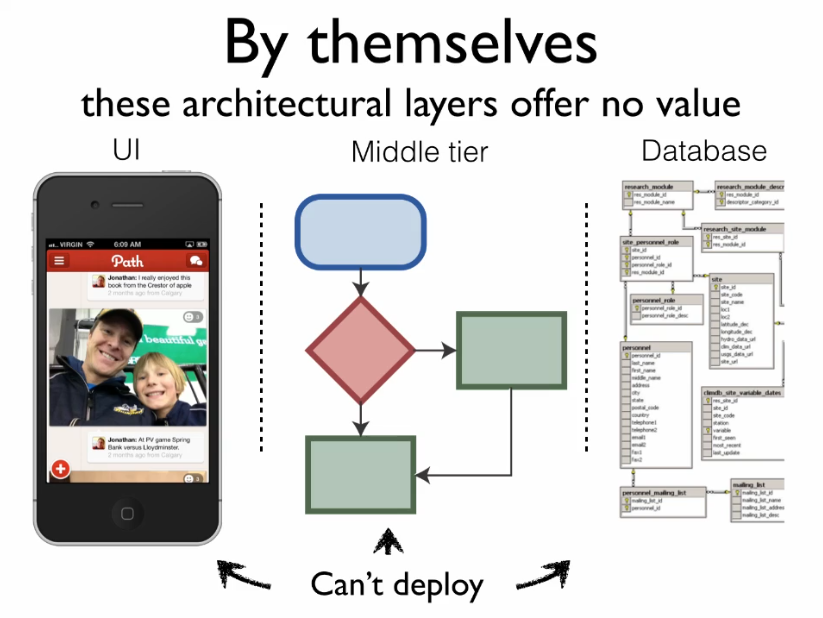 By themselves
these architectural layers offer no value
UI
Middle tier
Database
VIRGIN
6:09 AM
Path
Jonathan: I really enjoyed this
book from the Crestor of apple
2 months ago from Calgary
3
Jonathan: At PV game Spring
Bank versus Lloydminster.
2 months ago from Calgary
3
research_module
res_module_id
res_module_name
research_module_descr
res_module_id
descriptor_category_id
research_site_module
res_site_id
res_module_id
site_personnel_role
site_id
personnel_id
personnel_role_id
res_module_id
personnel_role
personnel_role_id
personnel_role_desc
site
site_id
site_code
site_name
loc1
loc2
latitude_dec
longitude_dec
hydro_data_url
clim_data_url
usgs_data_url
site_url
personnel
personnel_id
last_name
first_name
middle_name
address
city
state
postal_code
country
telephone1
telephone2
email1
email2
fax1
fax2
climdb_site_variable_dates
res_site_id
site_id
site_code
station
variable
first_seen
most_recent
last_update
personnel_mailing_list
mailing_list_id
personnel_id
mailing_list
mailing_list_id
mailing_list_name
mailing_list_address
mailing_list_desc
Can't deploy